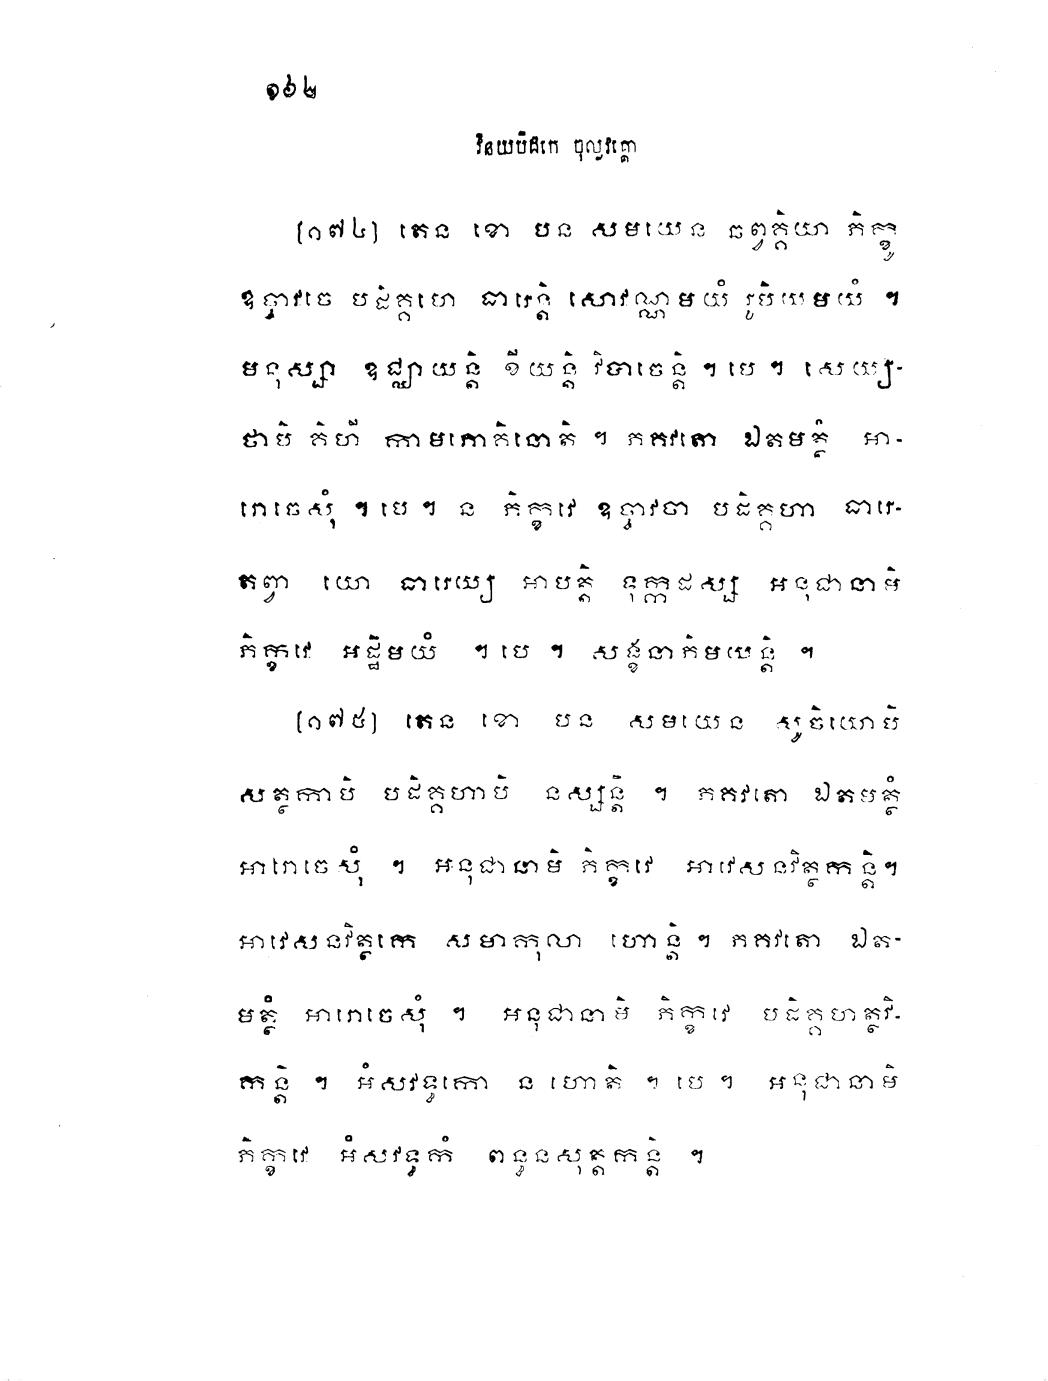 ១៦២
វិនយបិដកេ ចុល្លវគ្គោ
(១៧៤) តេន ខោ បន សមយេន ឆព្វគ្គិយា ភិក្ខូ
ឧច្ចាវចេ បដិគ្គហេ ធារេន្តិ សោវណ្ណមយំ រូបិយមយំ ។
មនុស្សា ឧជ្ឈាយន្តិ ខីយន្តិ វិបាចេន្តិ ។ បេ ។ សេយ្យ-
ថាបិ គិហី កាមភោគិនោតិ ។ ភគវតោ ឯតមត្ថំ អា-
រោចេសុំ ។ បេ ។ ន ភិក្ខវេ ឧច្ចាវចា បដិគ្គហា ធារេ-
តព្វា យោ ធារេយ្យ អាបត្តិ ទុក្កដស្ស អនុជានាមិ
ភិក្ខវេ អដ្ឋិមយំ ។ បេ ។ សង្ខនាភិមយន្តិ ។
(១៧៥) តេន ខោ បន សមយេន សូចិយោបិ
សត្ថកាបិ បដិគ្គហាបិ នស្សន្តិ ។ ភគវតោ ឯតមត្ថំ
អារោចេសុំ ។ អនុជានាមិ ភិក្ខវេ អាវេសនវិត្ថកន្តិ។
អាវេសនវិត្ថកេ សមាកុលា ហោន្តិ ។ ភគវតោ ឯត-
មត្ថំ អារោចេសុំ ។ អនុជានាមិ ភិក្ខវេ បដិគ្គហត្ថវិ-
កន្តិ ។ អំសវទ្ធកោ ន ហោតិ ។ បេ ។ អនុជានាមិ
ភិក្ខវេ អំសវទ្ធកំ ពន្ធនសុត្តកន្តិ ។